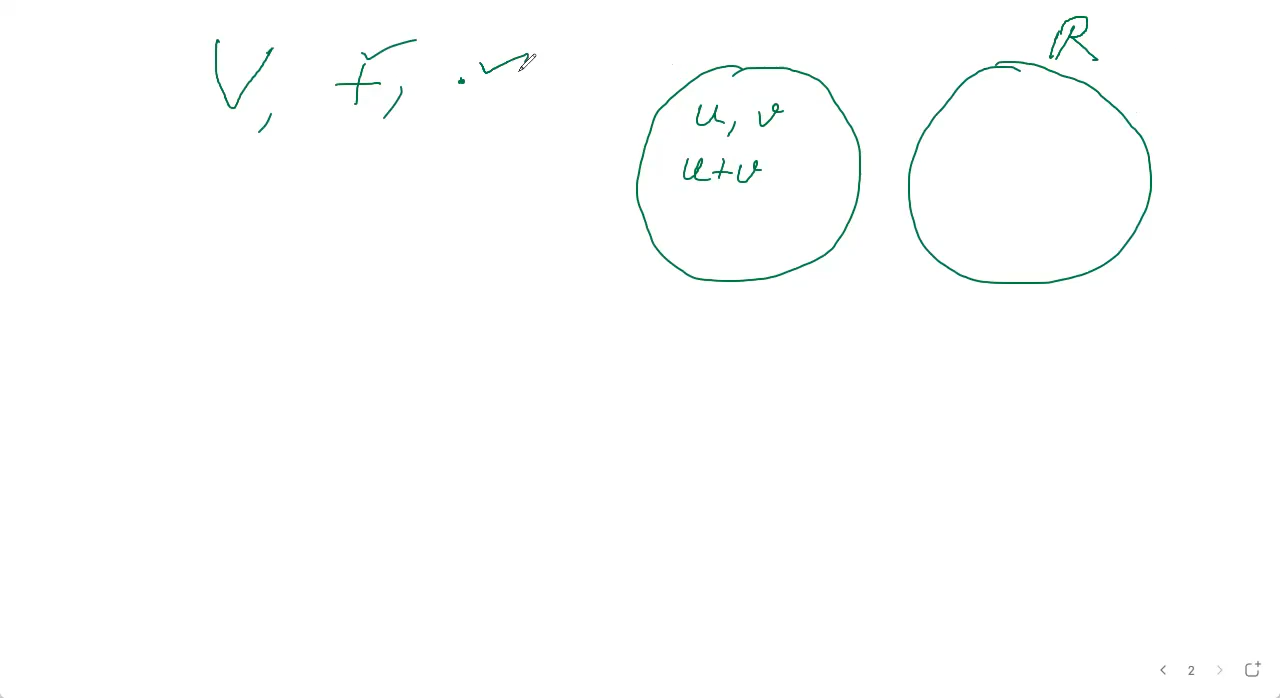 V, +, ·
ℝ
u, v
u+v
2